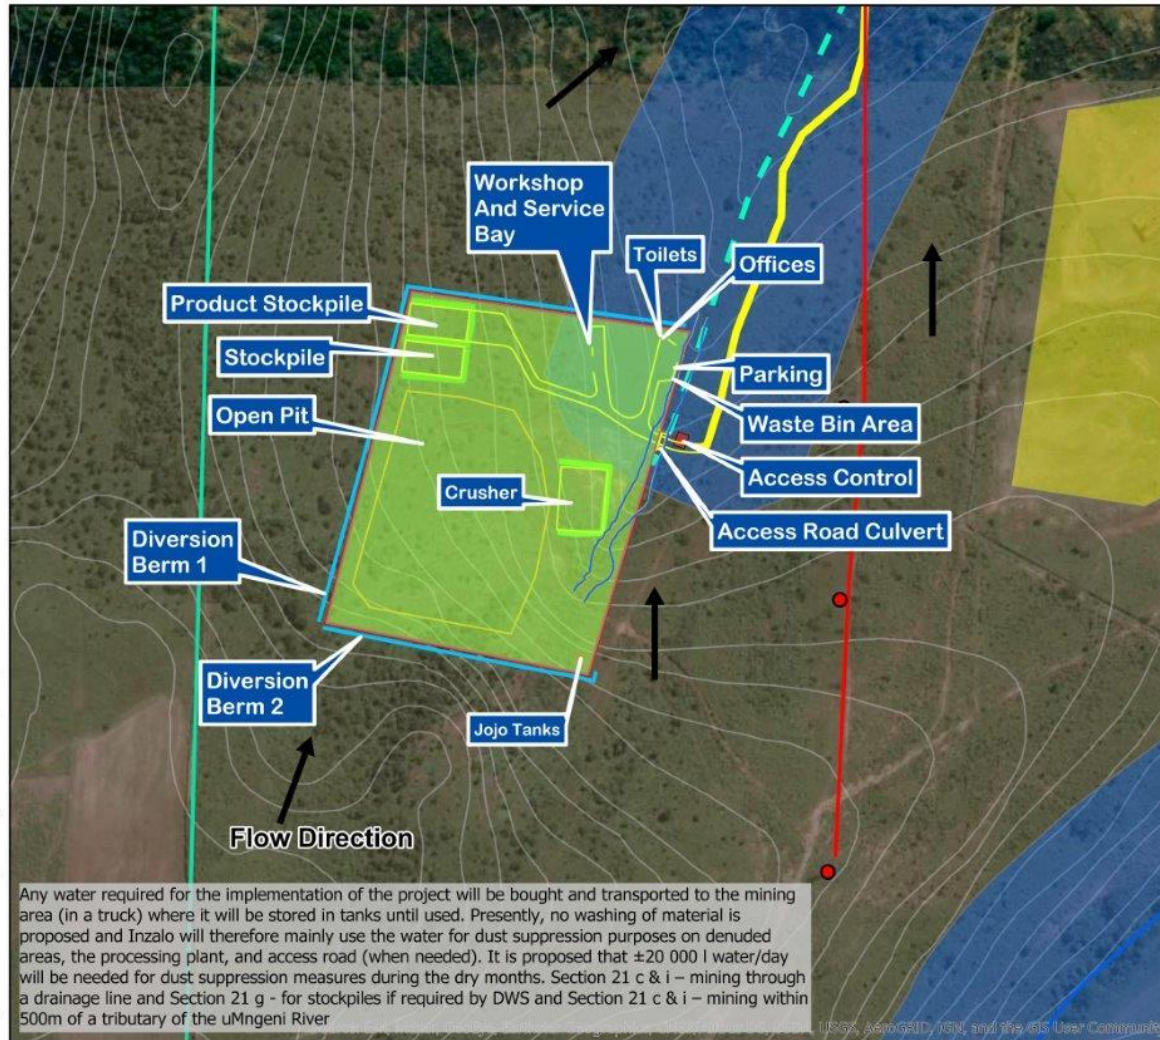 Workshop
And Service
Bay
Toilets
Offices
Product Stockpile
Stockpile
Parking
Open Pit
Waste Bin Area
Access Control
Crusher
Access Road Culvert
Diversion
Berm 1
Diversion
Berm 2
Jojo Tanks
Flow Direction
Any water required for the implementation of the project will be bought and transported to the mining
area (in a truck) where it will be stored in tanks until used. Presently, no washing of material is
proposed and Inzalo will therefore mainly use the water for dust suppression purposes on denuded
areas, the processing plant, and access road (when needed). It is proposed that ±20 000 l water/day
will be needed for dust suppression measures during the dry months. Section 21 c & i – mining through
a drainage line and Section 21 g - for stockpiles if required by DWS and Section 21 c & i – mining within
500m of a tributary of the uMngeni River
USGS, AeroGRID, IGN, and the GIS User Communit